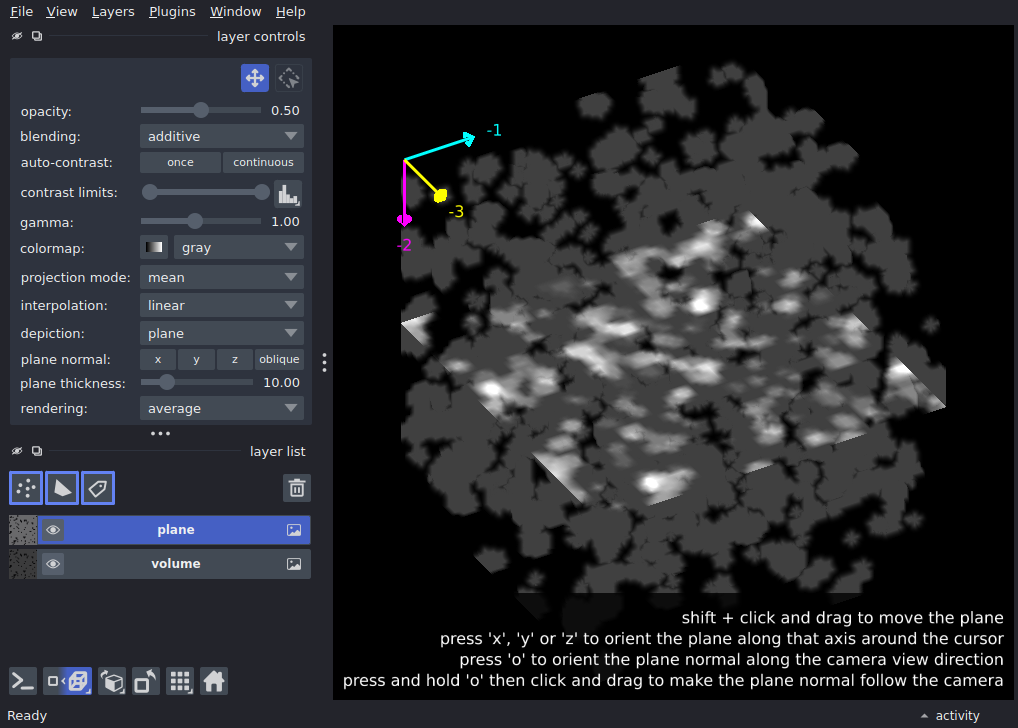 File View Layers Plugins Window Help
layer controls
opacity: 0.50
blending: additive
auto-contrast: once continuous
contrast limits:
gamma: 1.00
colormap: gray
projection mode: mean
interpolation: linear
depiction: plane
plane normal: x y z oblique
plane thickness: 10.00
rendering: average
layer list
plane
volume
Ready
-1
-3
-2
shift + click and drag to move the plane
press 'x', 'y' or 'z' to orient the plane along that axis around the cursor
press 'o' to orient the plane normal along the camera view direction
press and hold 'o' then click and drag to make the plane normal follow the camera
activity